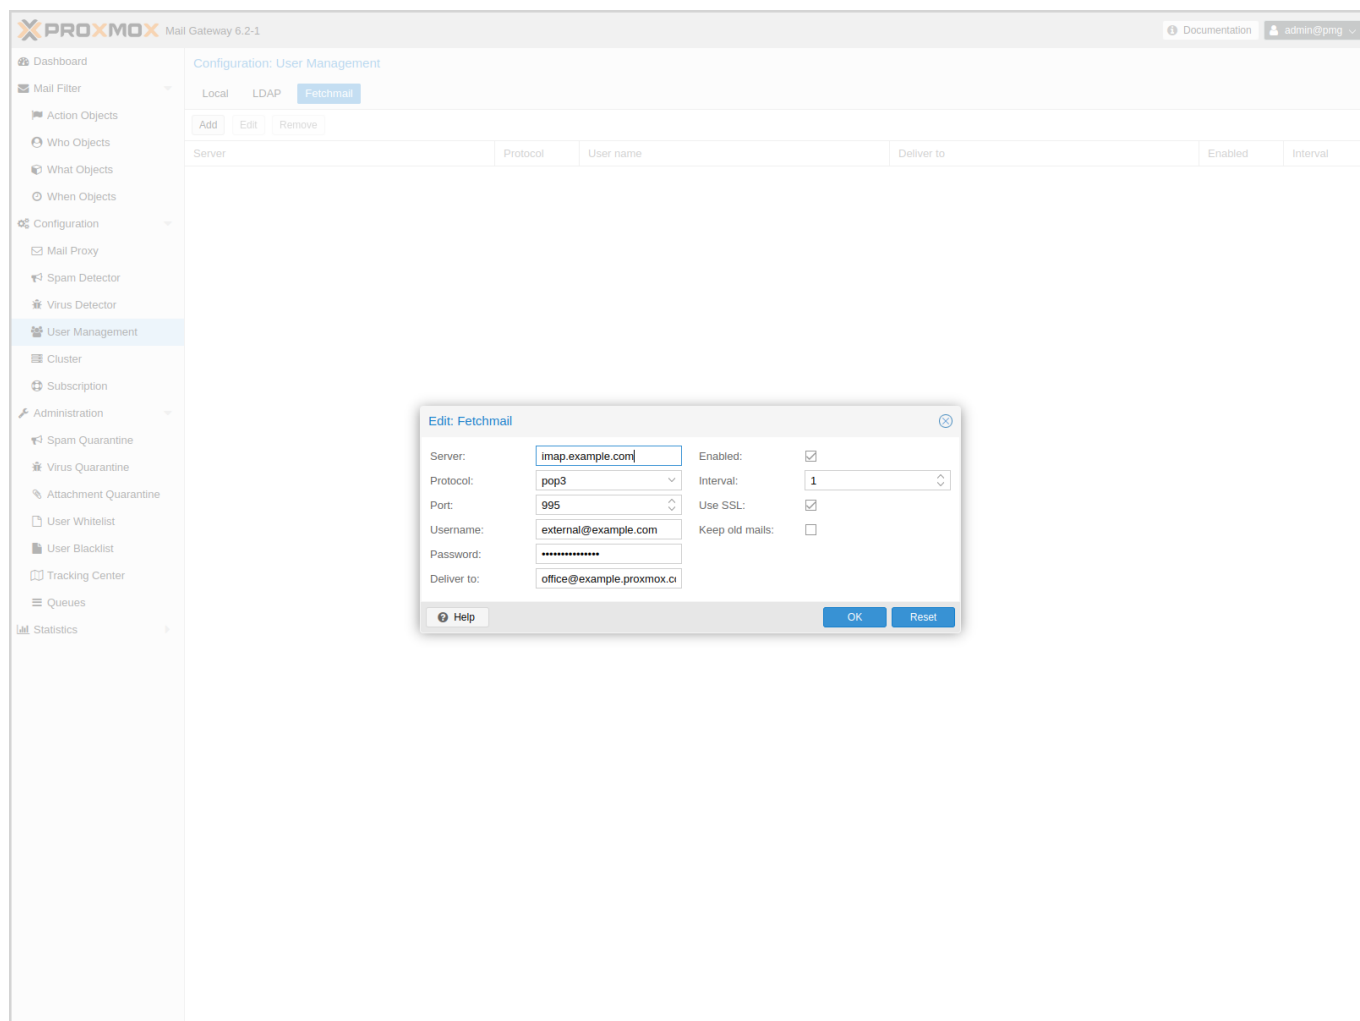 PROXMOX Mail Gateway 6.2-1 Documentation admin@pmg
Dashboard
Mail Filter
Action Objects
Who Objects
What Objects
When Objects
Configuration
Mail Proxy
Spam Detector
Virus Detector
User Management
Cluster
Subscription
Administration
Spam Quarantine
Virus Quarantine
Attachment Quarantine
User Whitelist
User Blacklist
Tracking Center
Queues
Statistics
Configuration: User Management
Local LDAP Fetchmail
Add Edit Remove
Server Protocol User name Deliver to Enabled Interval
Edit: Fetchmail
Server: imap.example.com Enabled:
Protocol: pop3 Interval: 1
Port: 995 Use SSL:
Username: external@example.com Keep old mails:
Password: •••••••••••••••
Deliver to: office@example.proxmox.c
Help OK Reset